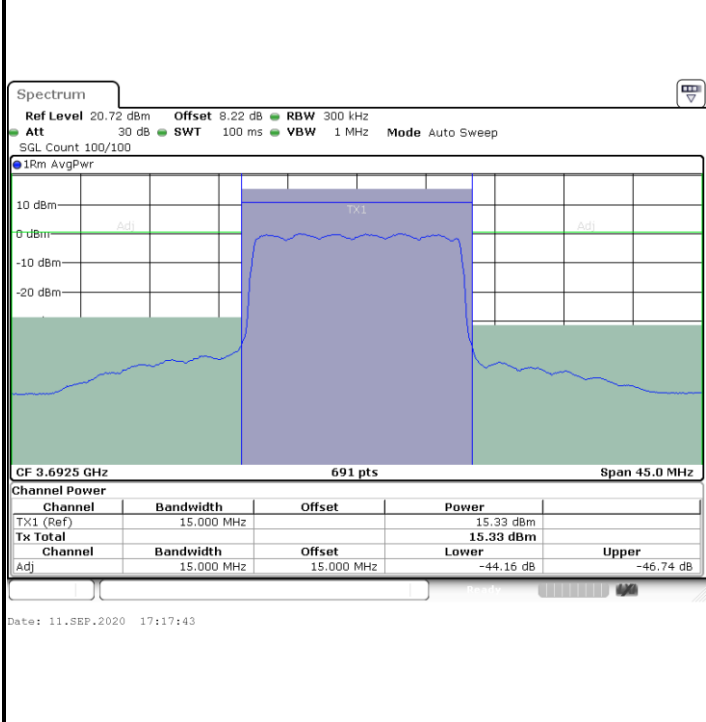 Spectrum
Ref Level 20.72 dBm Offset 8.22 dB RBW 300 kHz
Att 30 dB SWT 100 ms VBW 1 MHz Mode Auto Sweep
SGL Count 100/100
1Rm AvgPwr
10 dBm
TX1
Adj Adj
0 dBm
-10 dBm
-20 dBm
CF 3.6925 GHz 691 pts Span 45.0 MHz
Channel Power
Channel Bandwidth Offset Power
TX1 (Ref) 15.000 MHz 15.33 dBm
Tx Total 15.33 dBm
Channel Bandwidth Offset Lower Upper
Adj 15.000 MHz 15.000 MHz -44.16 dB -46.74 dB
Ready
Date: 11.SEP.2020 17:17:43